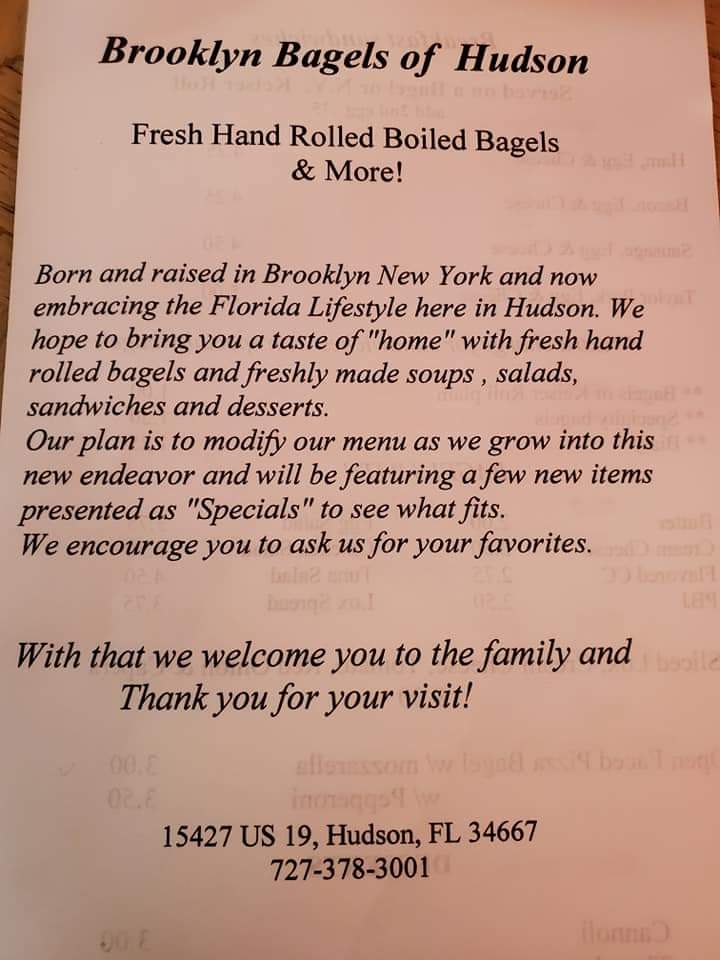 Brooklyn Bagels of Hudson
Fresh Hand Rolled Boiled Bagels
& More!
Born and raised in Brooklyn New York and now
embracing the Florida Lifestyle here in Hudson. We
hope to bring you a taste of "home" with fresh hand
rolled bagels and freshly made soups , salads,
sandwiches and desserts.
Our plan is to modify our menu as we grow into this
new endeavor and will be featuring a few new items
presented as "Specials" to see what fits.
We encourage you to ask us for your favorites.
With that we welcome you to the family and
Thank you for your visit!
15427 US 19, Hudson, FL 34667
727-378-3001